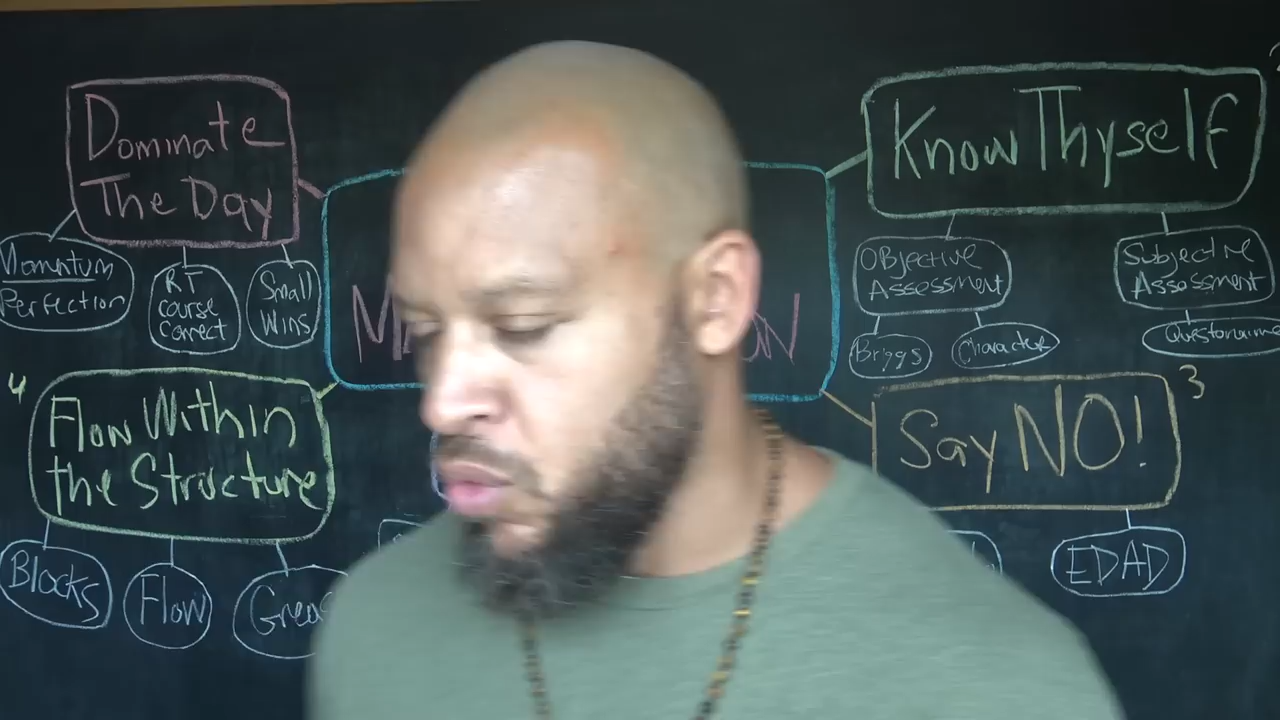 Dominate
The Day
Momentum
Perfection
RT
course
correct
Small
Wins
Know Thyself
Objective
Assessment
Briggs
Character
Subjective
Assessment
4
Flow Within
the Structure
Blocks
Flow
Say NO!
3
EDAD